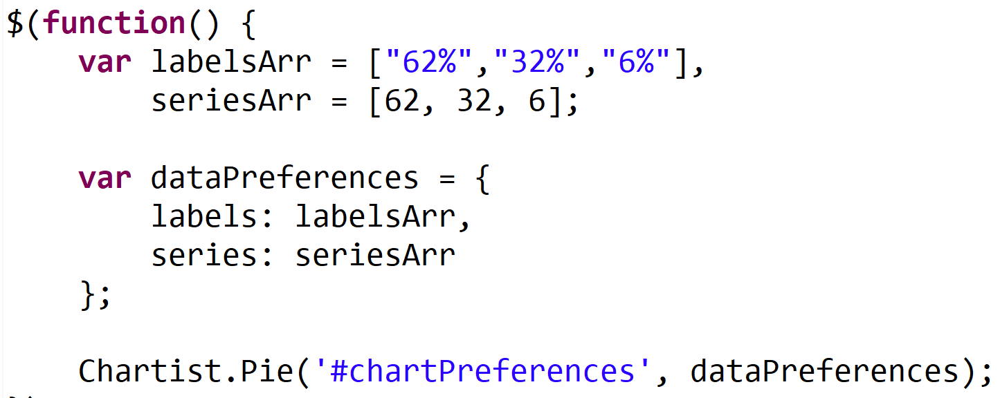 $(function() {
    var labelsArr = ["62%","32%","6%"],
        seriesArr = [62, 32, 6];
    var dataPreferences = {
        labels: labelsArr,
        series: seriesArr
    };
    Chartist.Pie('#chartPreferences', dataPreferences);